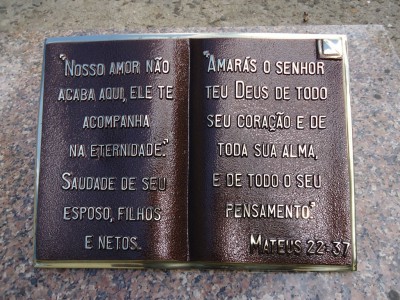 "Nosso amor não
acaba aqui, ele te
acompanha
na eternidade."
Saudade de seu
esposo, filhos
e netos..
"Amarás o Senhor
teu Deus de todo
seu coração e de
toda sua alma,
e de todo o seu
pensamento."
Mateus 22-37